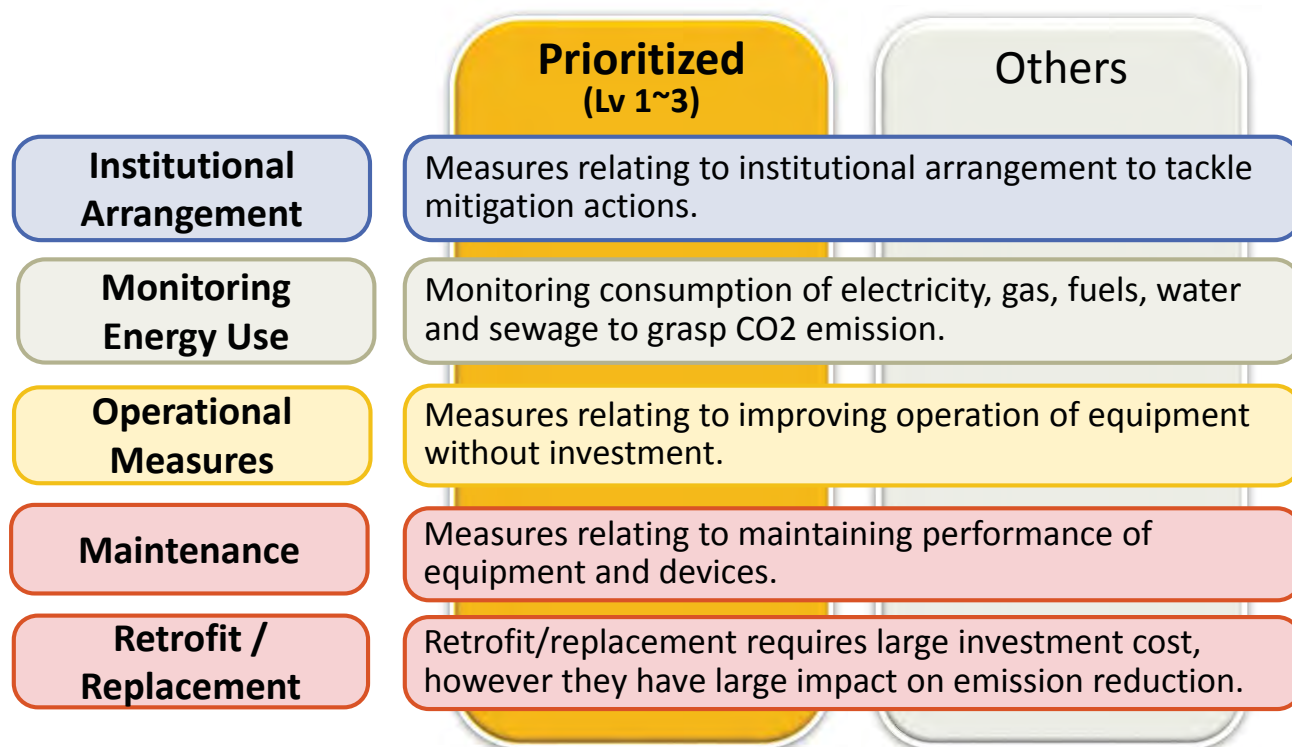 Prioritized
(Lv 1~3)
Others
Institutional
Arrangement
Measures relating to institutional arrangement to tackle
mitigation actions.
Monitoring
Energy Use
Monitoring consumption of electricity, gas, fuels, water
and sewage to grasp CO2 emission.
Operational
Measures
Measures relating to improving operation of equipment
without investment.
Maintenance
Measures relating to maintaining performance of
equipment and devices.
Retrofit /
Replacement
Retrofit/replacement requires large investment cost,
however they have large impact on emission reduction.